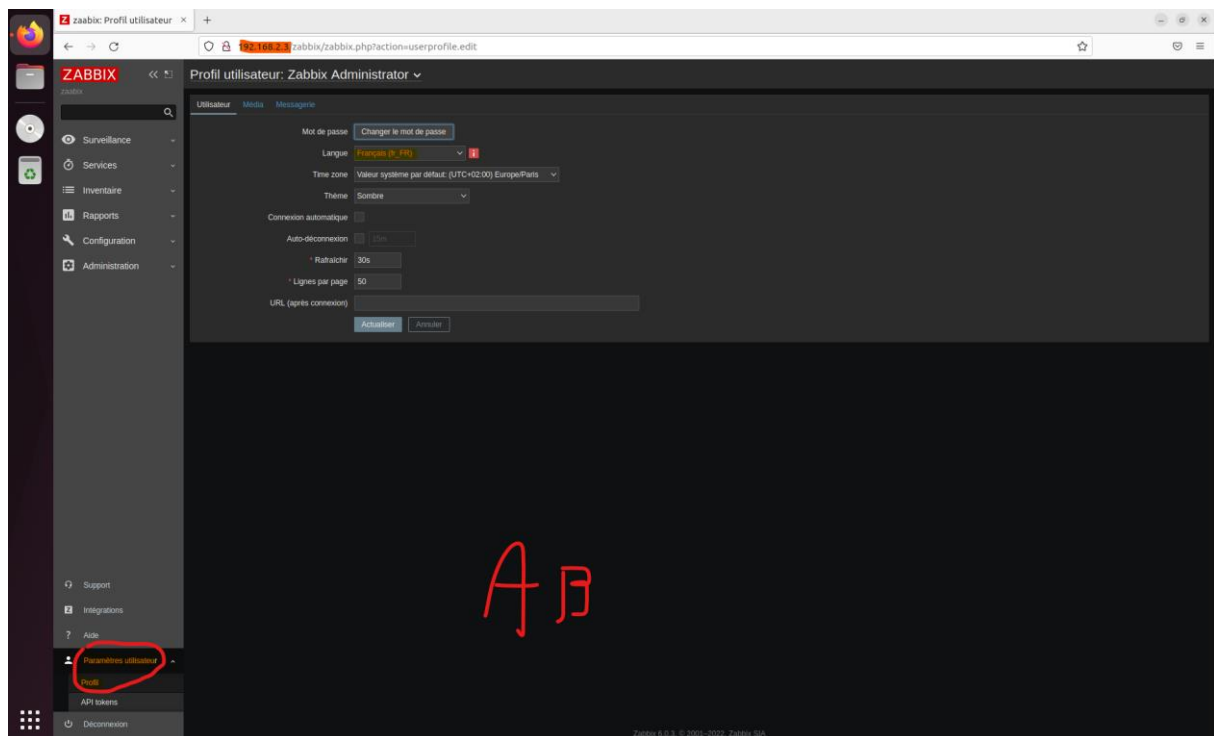 zaabix: Profil utilisateur
192.168.2.3/zabbix/zabbix.php?action=userprofile.edit
ZABBIX
zaabix
Profil utilisateur: Zabbix Administrator
Utilisateur Média Messagerie
Mot de passe Changer le mot de passe
Langue Français (fr_FR)
Time zone Valeur système par défaut: (UTC+02:00) Europe/Paris
Thème Sombre
Connexion automatique
Auto-déconnexion 15m
* Rafraîchir 30s
* Lignes par page 50
URL (après connexion)
Actualiser Annuler
Surveillance
Services
Inventaire
Rapports
Configuration
Administration
AB
Support
Intégrations
Aide
Paramètres utilisateur
Profil
API tokens
Déconnexion
Zabbix 6.0.3. © 2001–2022, Zabbix SIA